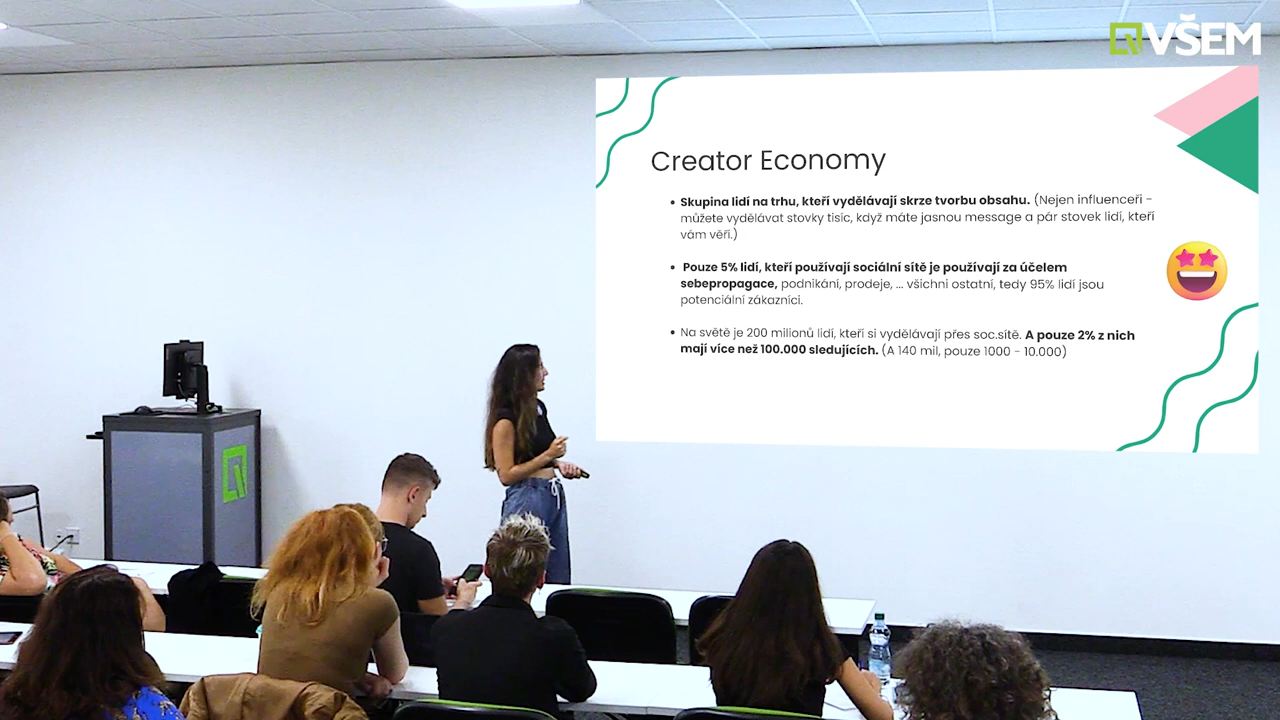 VŠEM
Creator Economy
• Skupina lidí na trhu, kteří vydělávají skrze tvorbu obsahu. (Nejen influenceři -
můžete vydělávat stovky tisíc, když máte jasnou message a pár stovek lidí, kteří
vám věří.)
• Pouze 5% lidí, kteří používají sociální sítě je používají za účelem
sebepropagace, podnikání, prodeje, ... všichni ostatní, tedy 95% lidí jsou
potenciální zákazníci.
• Na světě je 200 milionů lidí, kteří si vydělávají přes soc.sítě. A pouze 2% z nich
mají více než 100.000 sledujících. (A 140 mil, pouze 1000 - 10.000)